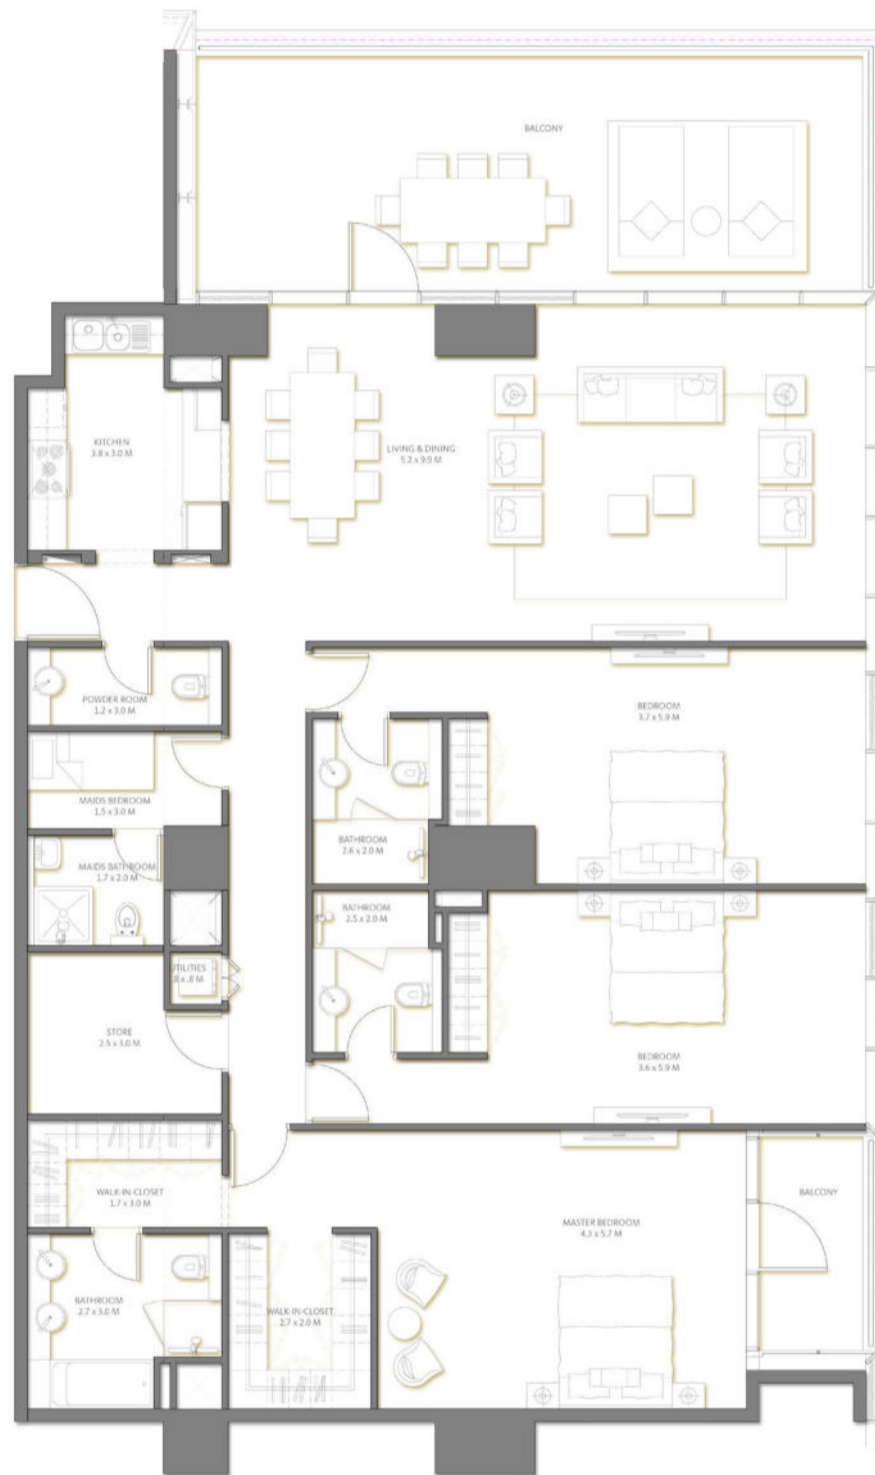 BALCONY
KITCHEN
3.8 x 3.0 M
LIVING & DINING
5.2 x 9.9 M
POWDER ROOM
1.2 x 3.0 M
BEDROOM
3.7 x 5.9 M
MAIDS BEDROOM
1.5 x 3.0 M
BATHROOM
2.6 x 2.0 M
MAIDS BATHROOM
1.7 x 2.0 M
BATHROOM
2.5 x 2.0 M
UTILITIES
.8 x .8 M
STORE
2.5 x 3.0 M
BEDROOM
3.6 x 5.9 M
WALK-IN-CLOSET
1.7 x 3.0 M
BALCONY
MASTER BEDROOM
4.3 x 5.7 M
BATHROOM
2.7 x 3.0 M
WALK-IN-CLOSET
2.7 x 2.0 M